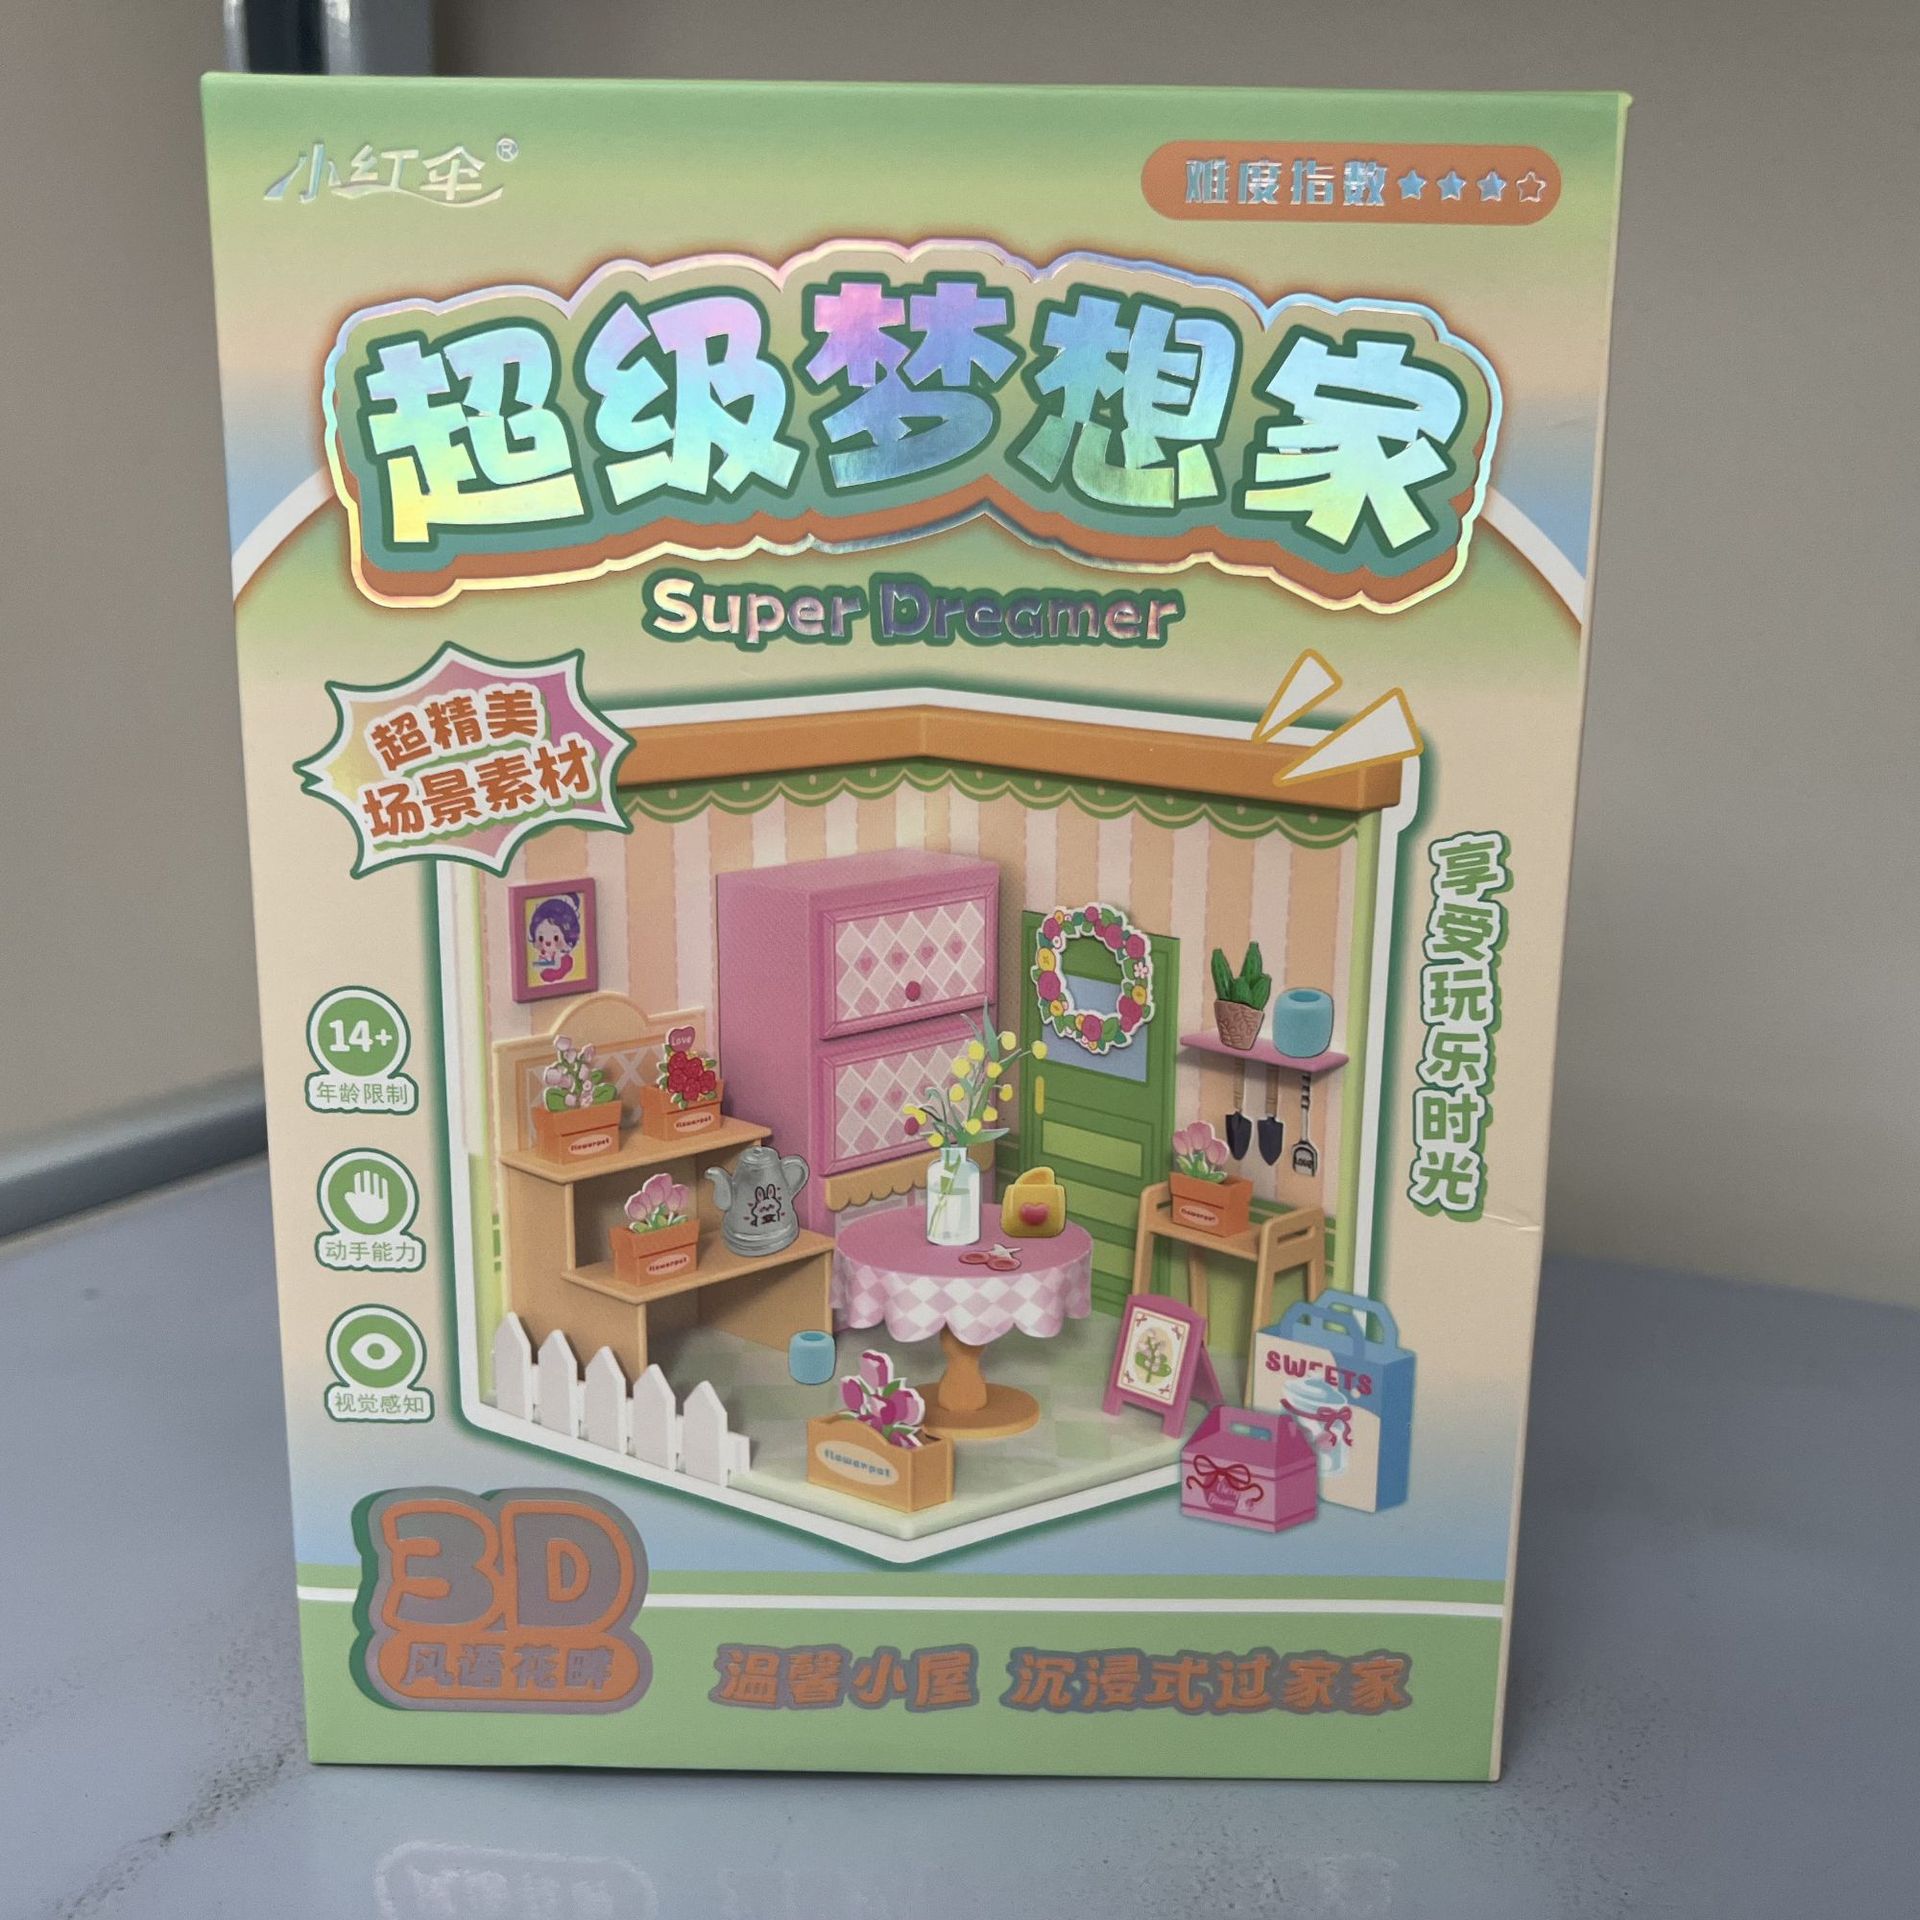 小红伞®
难度指数★★★☆
超级梦想家
Super Dreamer
超精美
场景素材
享受玩乐时光
14+
年龄限制
动手能力
视觉感知
Love
flowerpot
flowerpot
flowerpot
flowerpot
Love
SWEETS
flowerpot
3D
风语花畔
温馨小屋 沉浸式过家家